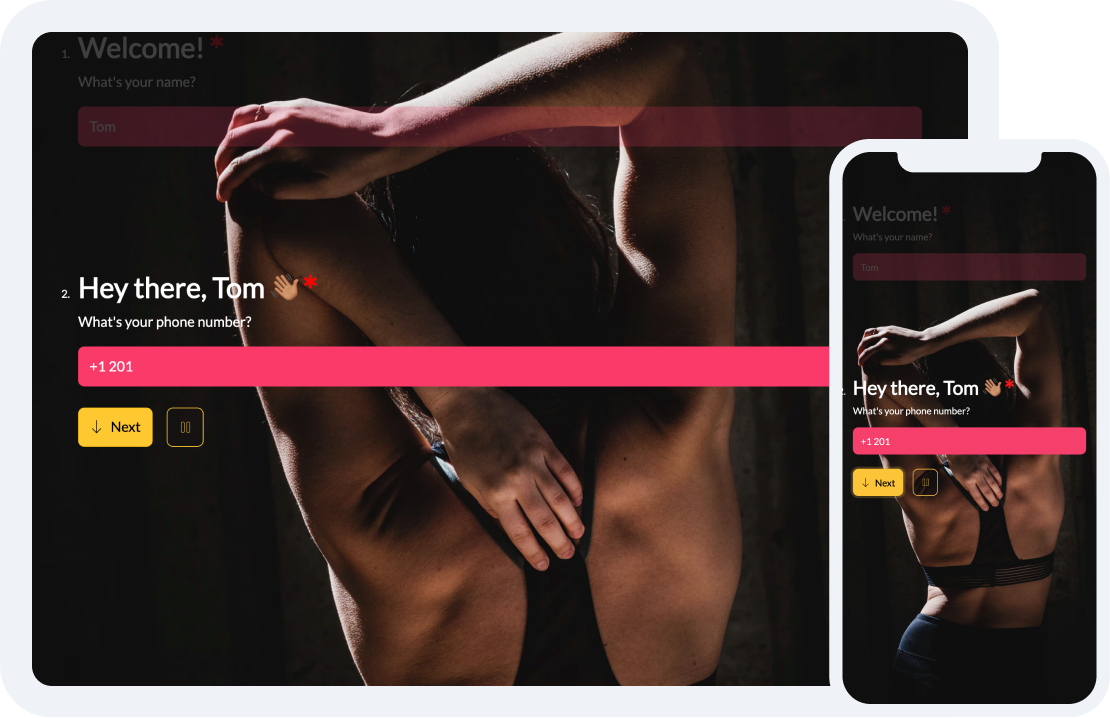 1. Welcome! *
What's your name?
Tom
2. Hey there, Tom 👋🏽 *
What's your phone number?
+1 201
↓ Next
Welcome! *
What's your name?
Tom
Hey there, Tom 👋🏽 *
What's your phone number?
+1 201
↓ Next